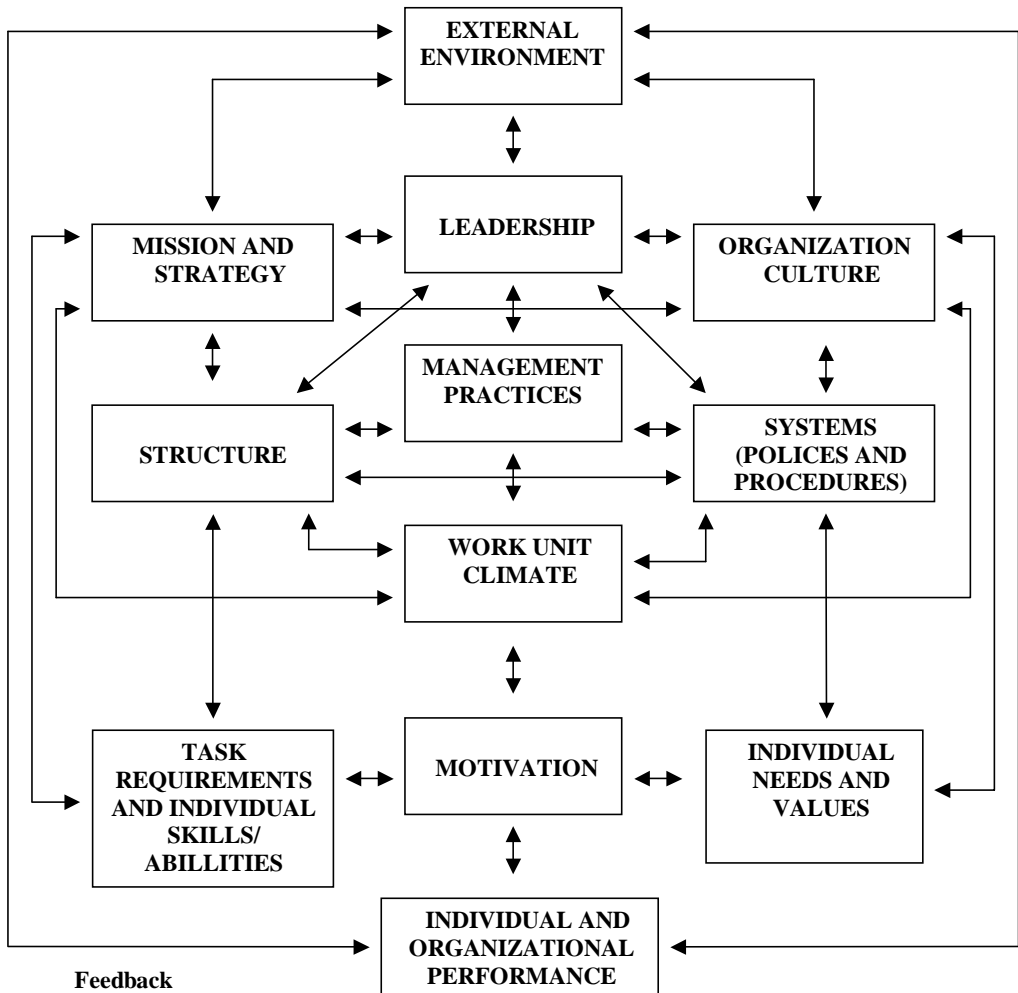 EXTERNAL
ENVIRONMENT
LEADERSHIP
MISSION AND
STRATEGY
ORGANIZATION
CULTURE
MANAGEMENT
PRACTICES
STRUCTURE
SYSTEMS
(POLICES AND
PROCEDURES)
WORK UNIT
CLIMATE
TASK
REQUIREMENTS
AND INDIVIDUAL
SKILLS/
ABILLITIES
MOTIVATION
INDIVIDUAL
NEEDS AND
VALUES
INDIVIDUAL AND
ORGANIZATIONAL
PERFORMANCE
Feedback